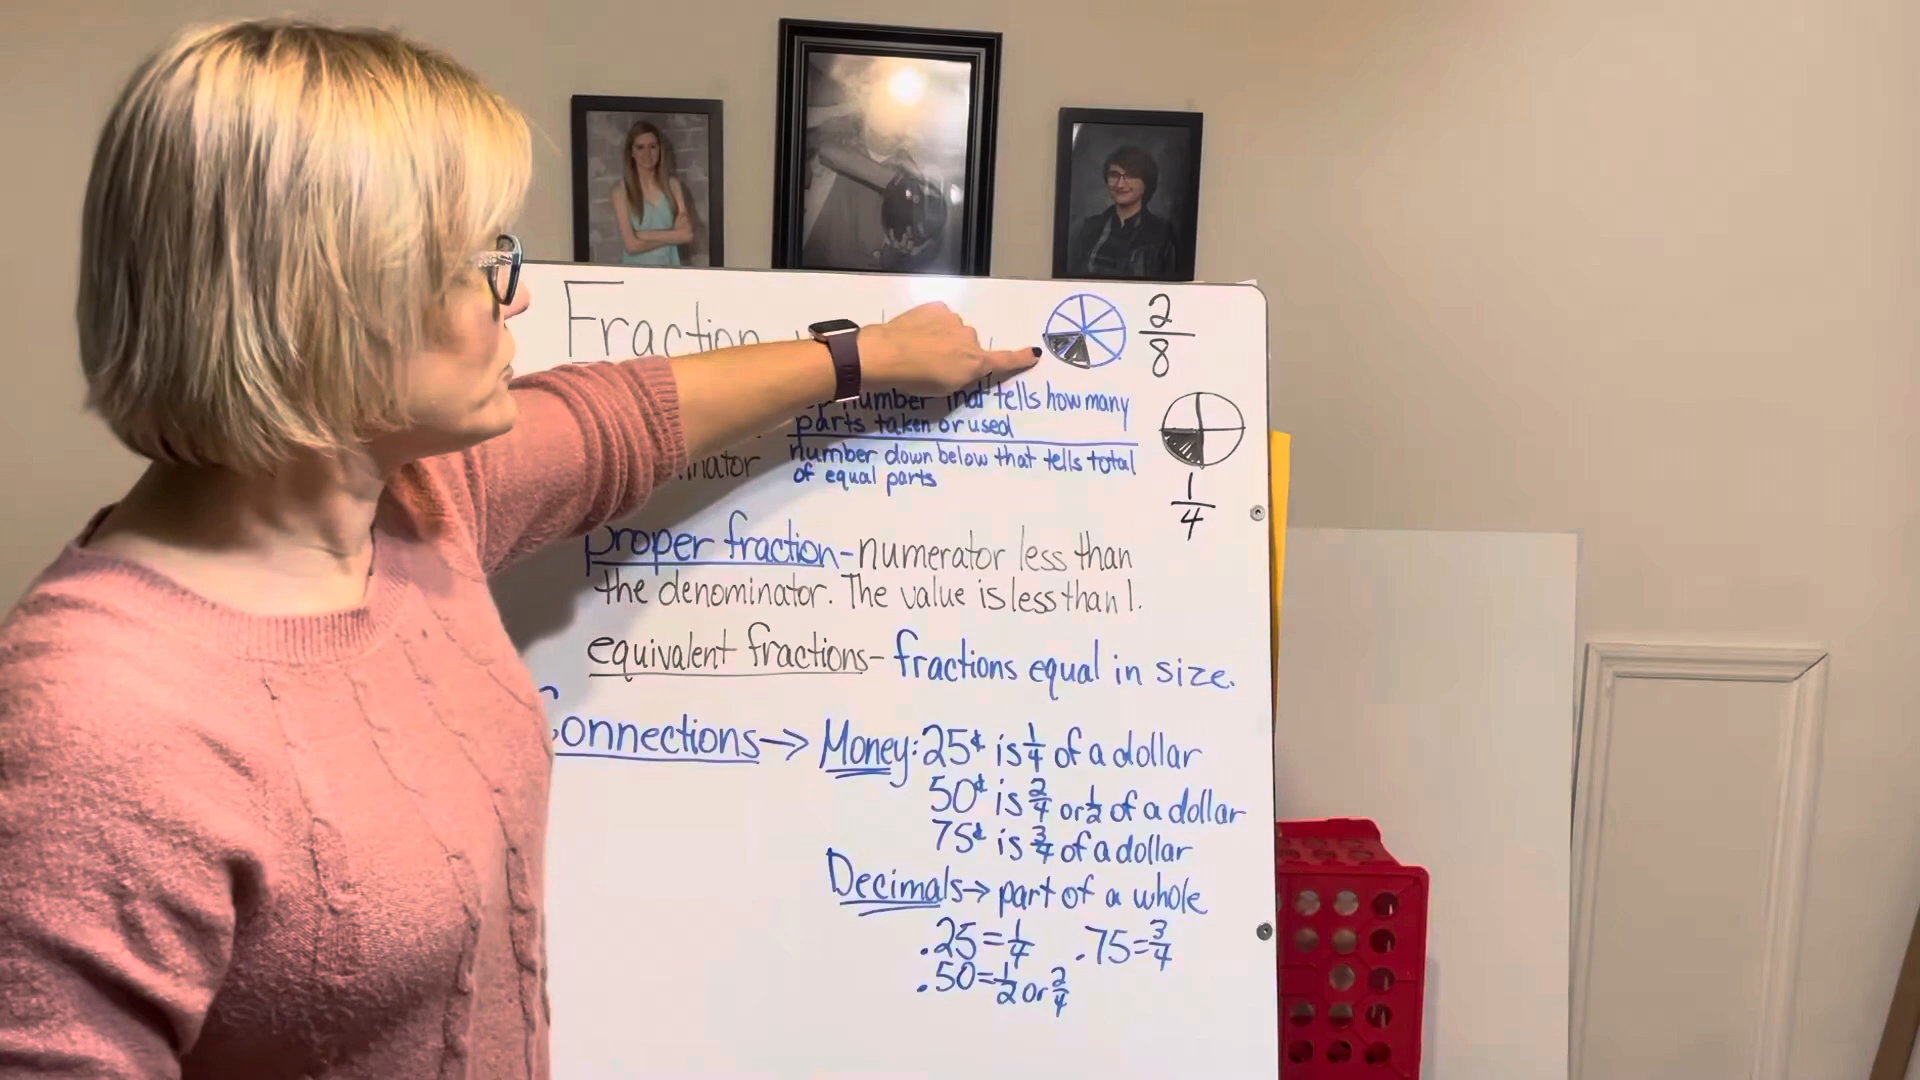 Fraction
2
8
number that tells how many
parts taken or used
number down below that tells total
of equal parts
1
4
proper fraction - numerator less than
the denominator. The value is less than 1.
equivalent fractions - fractions equal in size.
Connections → Money: 25¢ is 1/4 of a dollar
50¢ is 2/4 or 1/2 of a dollar
75¢ is 3/4 of a dollar
Decimals → part of a whole
.25 = 1/4 .75 = 3/4
.50 = 1/2 or 2/4